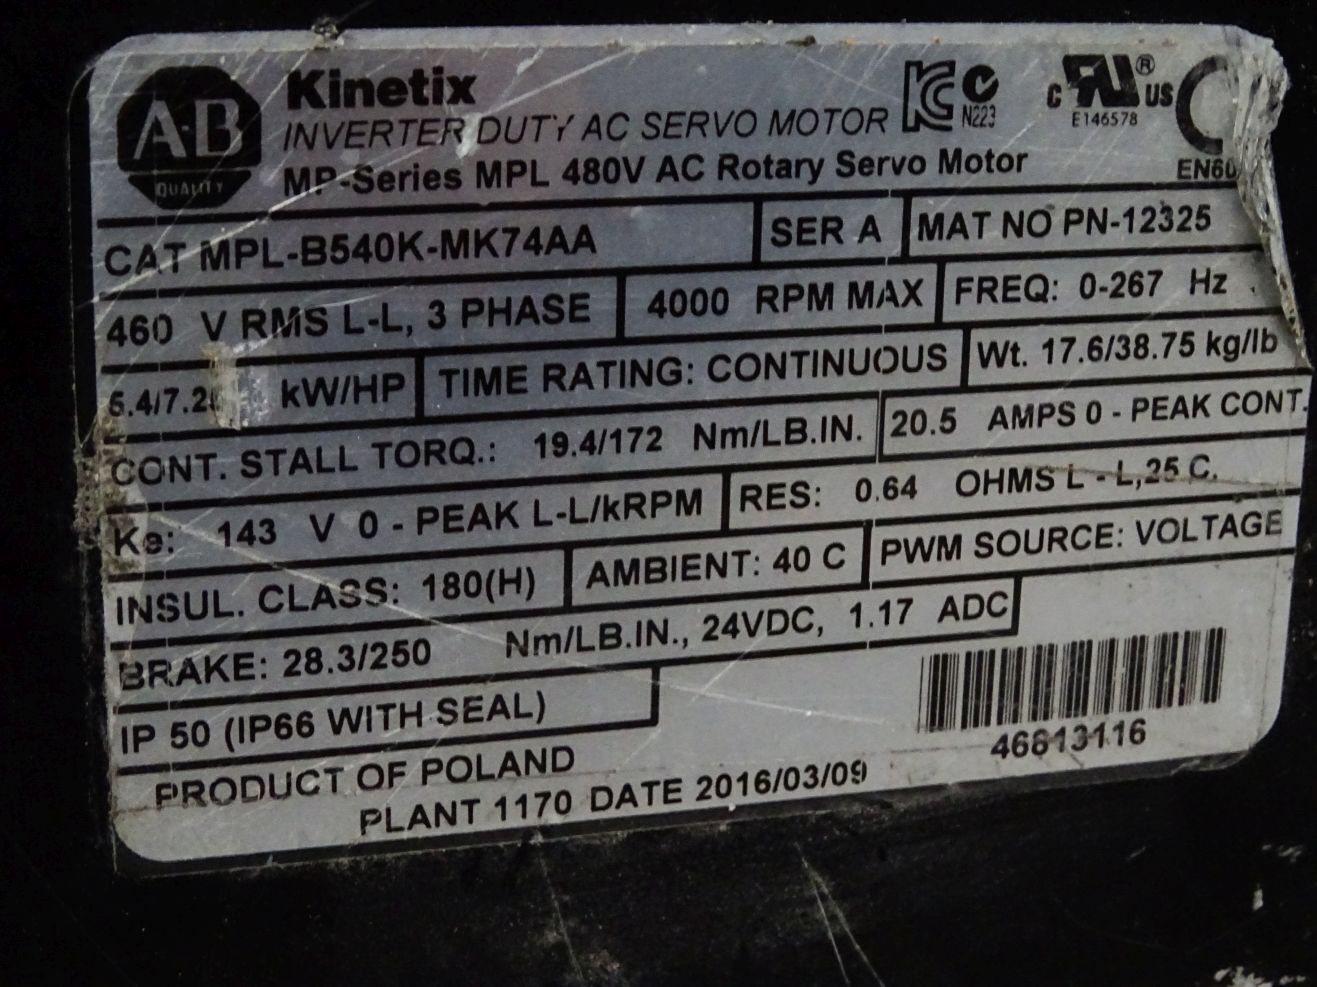 A-B
QUALITY
Kinetix
INVERTER DUTY AC SERVO MOTOR
MP-Series MPL 480V AC Rotary Servo Motor
N223
c UL® US
E146578
EN60
CAT MPL-B540K-MK74AA SER A MAT NO PN-12325
460 V RMS L-L, 3 PHASE 4000 RPM MAX FREQ: 0-267 Hz
kW/HP TIME RATING: CONTINUOUS Wt. 17.6/38.75 kg/lb
CONT. STALL TORQ.: 19.4/172 Nm/LB.IN. 20.5 AMPS 0 - PEAK CONT.
Ke: 143 V 0 - PEAK L-L/kRPM RES: 0.64 OHMS L - L,25 C.
INSUL. CLASS: 180(H) AMBIENT: 40 C PWM SOURCE: VOLTAGE
BRAKE: 28.3/250 Nm/LB.IN., 24VDC, 1.17 ADC
IP 50 (IP66 WITH SEAL)
PRODUCT OF POLAND
PLANT 1170 DATE 2016/03/09
46813116